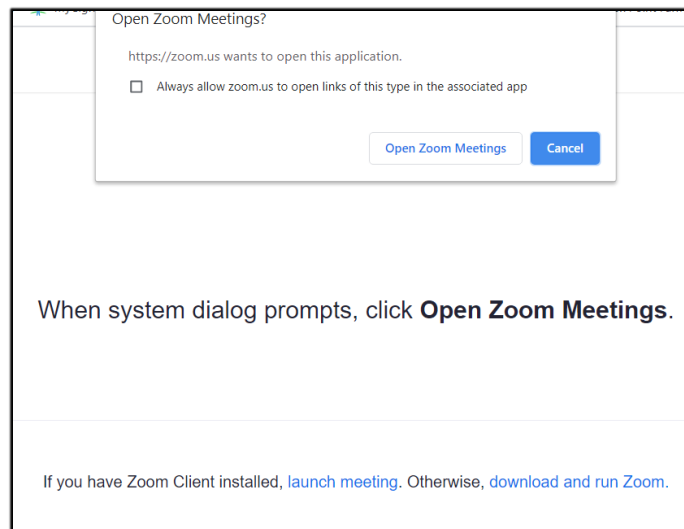 Open Zoom Meetings?
https://zoom.us wants to open this application.
Always allow zoom.us to open links of this type in the associated app
Open Zoom Meetings Cancel
When system dialog prompts, click Open Zoom Meetings.
If you have Zoom Client installed, launch meeting. Otherwise, download and run Zoom.